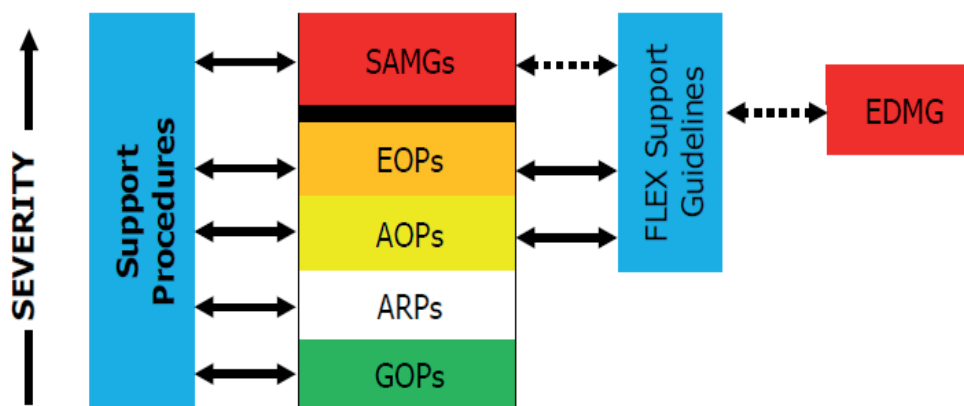 SEVERITY
Support
Procedures
SAMGs
EOPs
AOPs
ARPs
GOPs
FLEX Support
Guidelines
EDMG